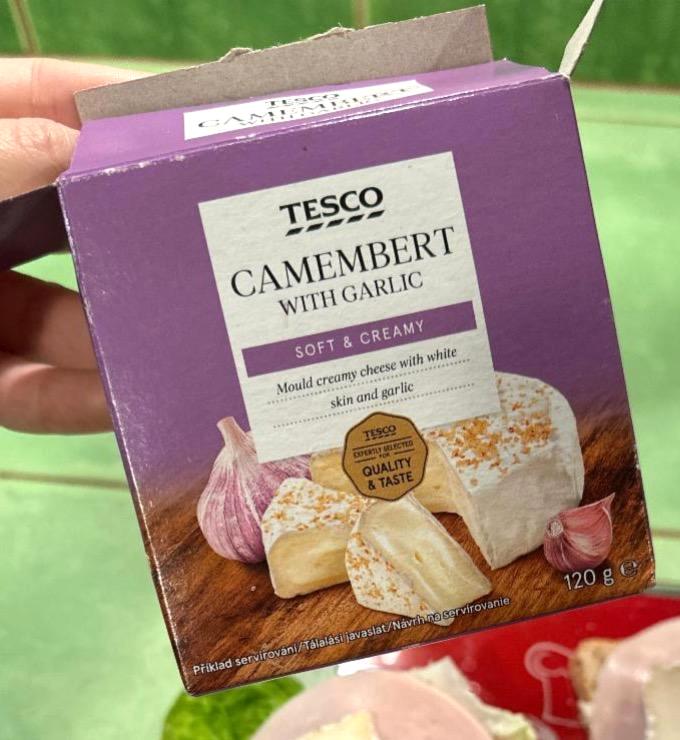 TESCO
CAMEMBERT
TESCO
CAMEMBERT
WITH GARLIC
SOFT & CREAMY
Mould creamy cheese with white
skin and garlic
TESCO
EXPERTLY SELECTED
FOR
QUALITY
& TASTE
120 g ℮
Příklad servírování/Tálalási javaslat/Návrh na servírovanie